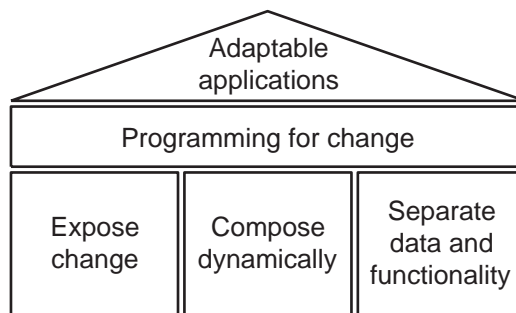 Adaptable
applications
Programming for change
Expose
change
Compose
dynamically
Separate
data and
functionality